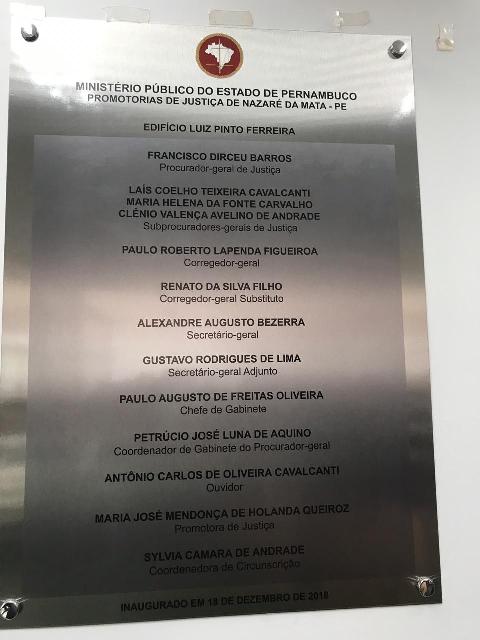 MINISTÉRIO PÚBLICO DO ESTADO DE PERNAMBUCO
PROMOTORIAS DE JUSTIÇA DE NAZARÉ DA MATA - PE
EDIFÍCIO LUIZ PINTO FERREIRA
FRANCISCO DIRCEU BARROS
Procurador-geral de Justiça
LAÍS COELHO TEIXEIRA CAVALCANTI
MARIA HELENA DA FONTE CARVALHO
CLÊNIO VALENÇA AVELINO DE ANDRADE
Subprocuradores-gerais de Justiça
PAULO ROBERTO LAPENDA FIGUEIROA
Corregedor-geral
RENATO DA SILVA FILHO
Corregedor-geral Substituto
ALEXANDRE AUGUSTO BEZERRA
Secretário-geral
GUSTAVO RODRIGUES DE LIMA
Secretário-geral Adjunto
PAULO AUGUSTO DE FREITAS OLIVEIRA
Chefe de Gabinete
PETRÚCIO JOSÉ LUNA DE AQUINO
Coordenador de Gabinete do Procurador-geral
ANTÔNIO CARLOS DE OLIVEIRA CAVALCANTI
Ouvidor
MARIA JOSÉ MENDONÇA DE HOLANDA QUEIROZ
Promotora de Justiça
SYLVIA CAMARA DE ANDRADE
Coordenadora de Circunscrição
INAUGURADO EM 18 DE DEZEMBRO DE 2018